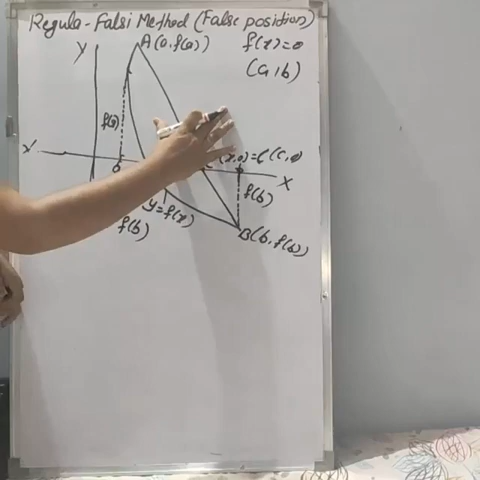 Regula-Falsi Method (False position)
Y A(a, f(a)) f(x)=0
(a, b)
f(a)
X' (x,0)=C(C, 0)
a X
f(b)
y=f(x)
f(b) B(b, f(b))